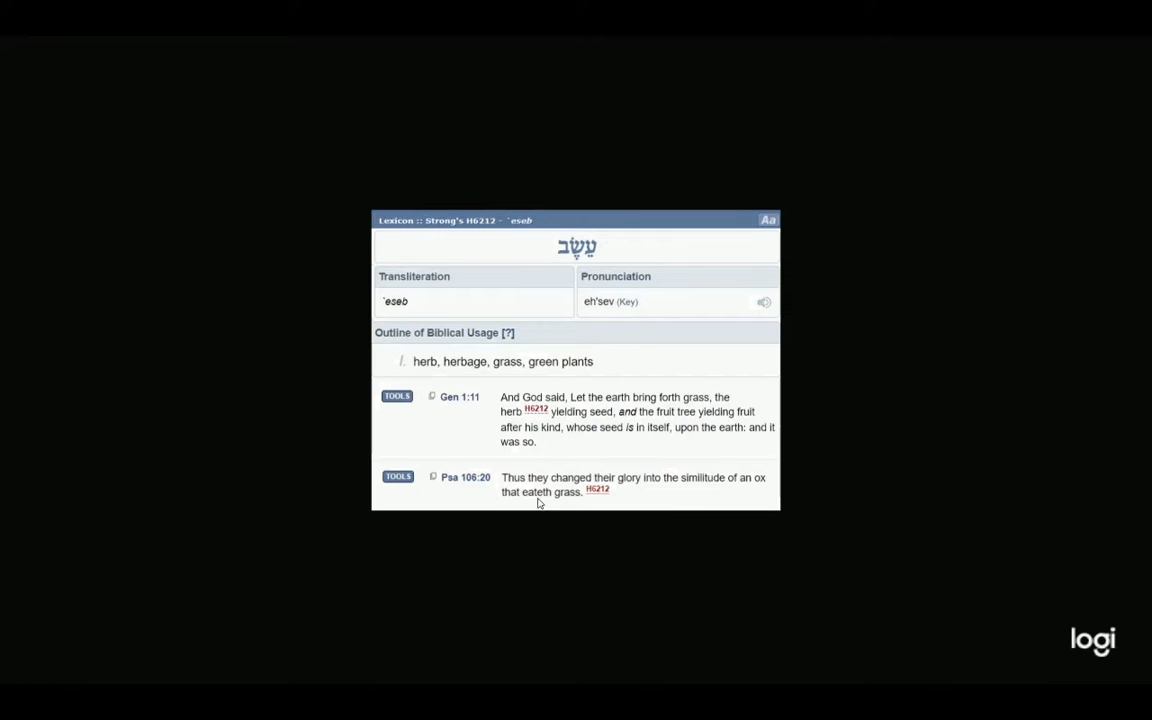 Lexicon :: Strong's H6212 - `eseb
Aa
עֵשֶׂב
Transliteration
Pronunciation
`eseb
eh'sev (Key)
Outline of Biblical Usage [?]
I. herb, herbage, grass, green plants
TOOLS Gen 1:11 And God said, Let the earth bring forth grass, the
herb H6212 yielding seed, and the fruit tree yielding fruit
after his kind, whose seed is in itself, upon the earth: and it
was so.
TOOLS Psa 106:20 Thus they changed their glory into the similitude of an ox
that eateth grass. H6212
logi